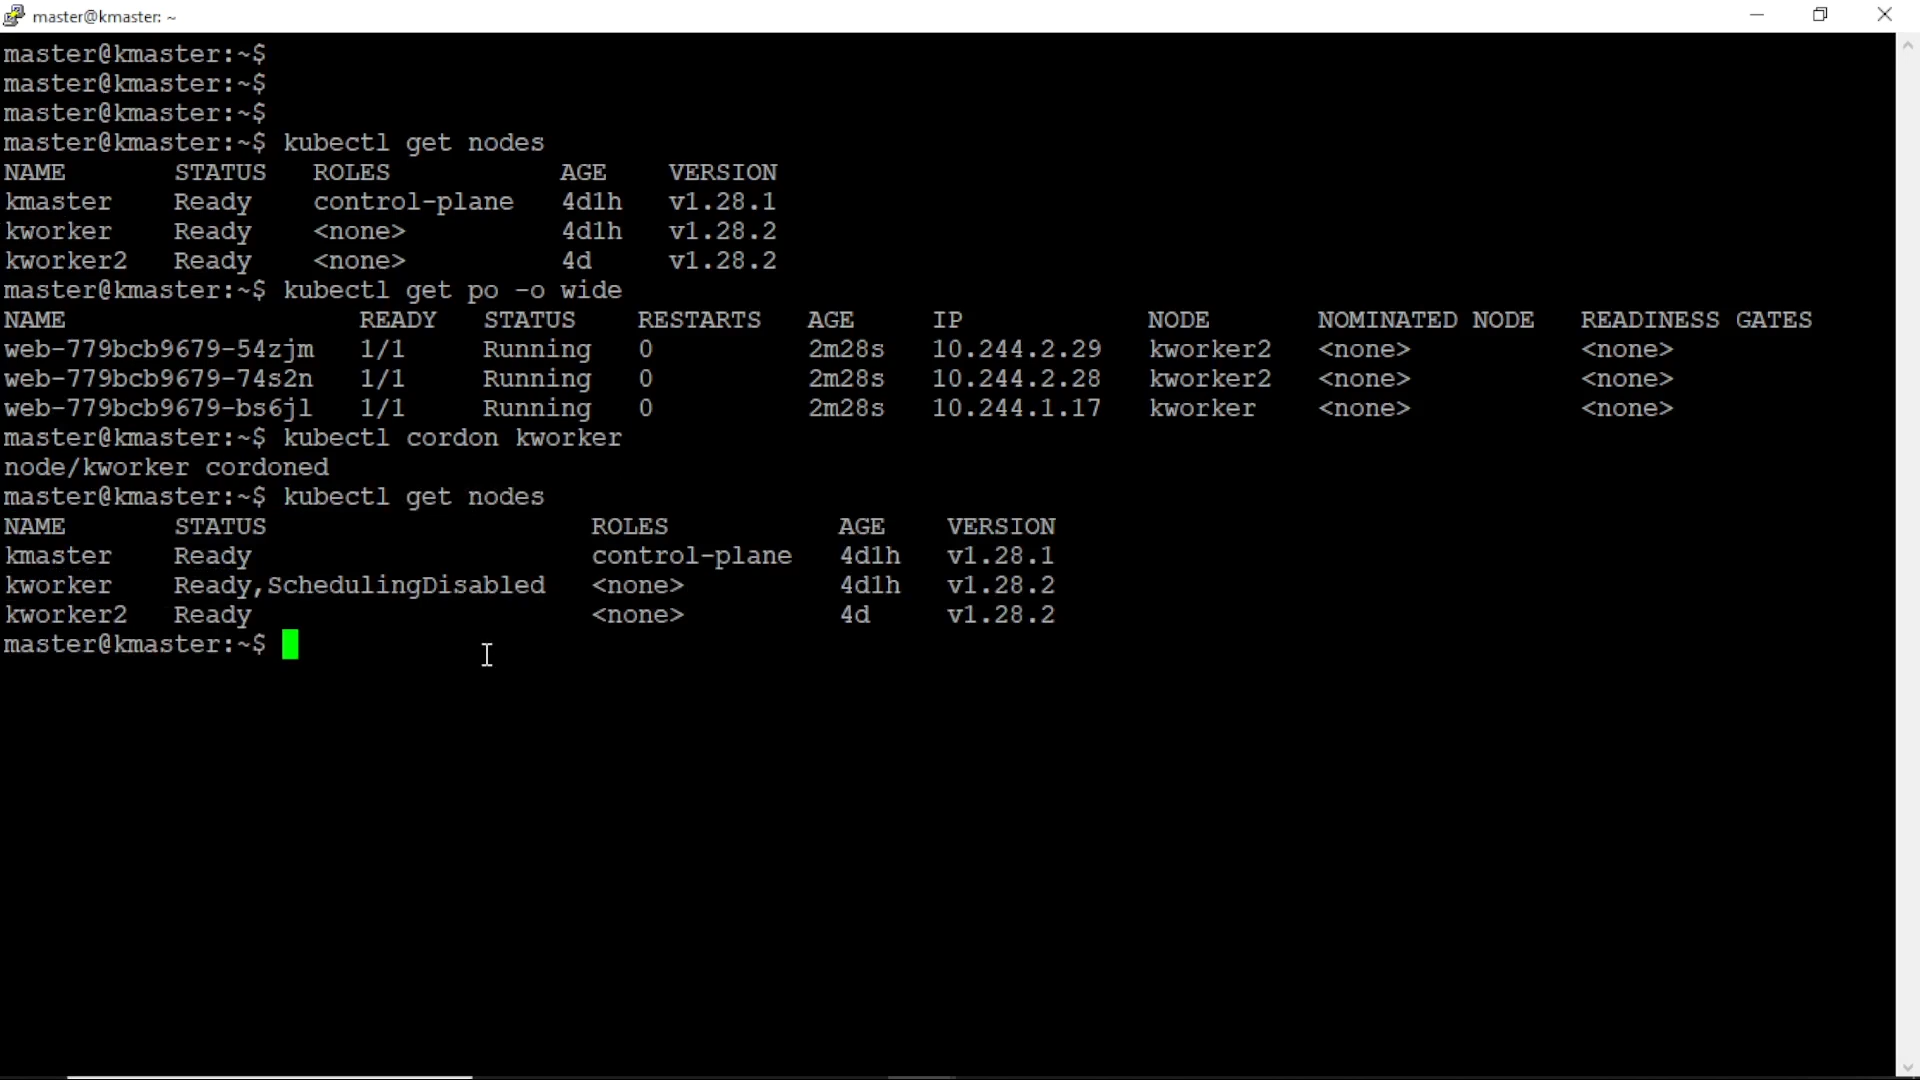 master@kmaster: ~
master@kmaster:~$
master@kmaster:~$
master@kmaster:~$
master@kmaster:~$ kubectl get nodes
NAME       STATUS   ROLES           AGE    VERSION
kmaster    Ready    control-plane   4d1h   v1.28.1
kworker    Ready    <none>          4d1h   v1.28.2
kworker2   Ready    <none>          4d     v1.28.2
master@kmaster:~$ kubectl get po -o wide
NAME                   READY   STATUS    RESTARTS   AGE     IP            NODE       NOMINATED NODE   READINESS GATES
web-779bcb9679-54zjm   1/1     Running   0          2m28s   10.244.2.29   kworker2   <none>           <none>
web-779bcb9679-74s2n   1/1     Running   0          2m28s   10.244.2.28   kworker2   <none>           <none>
web-779bcb9679-bs6jl   1/1     Running   0          2m28s   10.244.1.17   kworker    <none>           <none>
master@kmaster:~$ kubectl cordon kworker
node/kworker cordoned
master@kmaster:~$ kubectl get nodes
NAME       STATUS                     ROLES           AGE    VERSION
kmaster    Ready                      control-plane   4d1h   v1.28.1
kworker    Ready,SchedulingDisabled   <none>          4d1h   v1.28.2
kworker2   Ready                      <none>          4d     v1.28.2
master@kmaster:~$